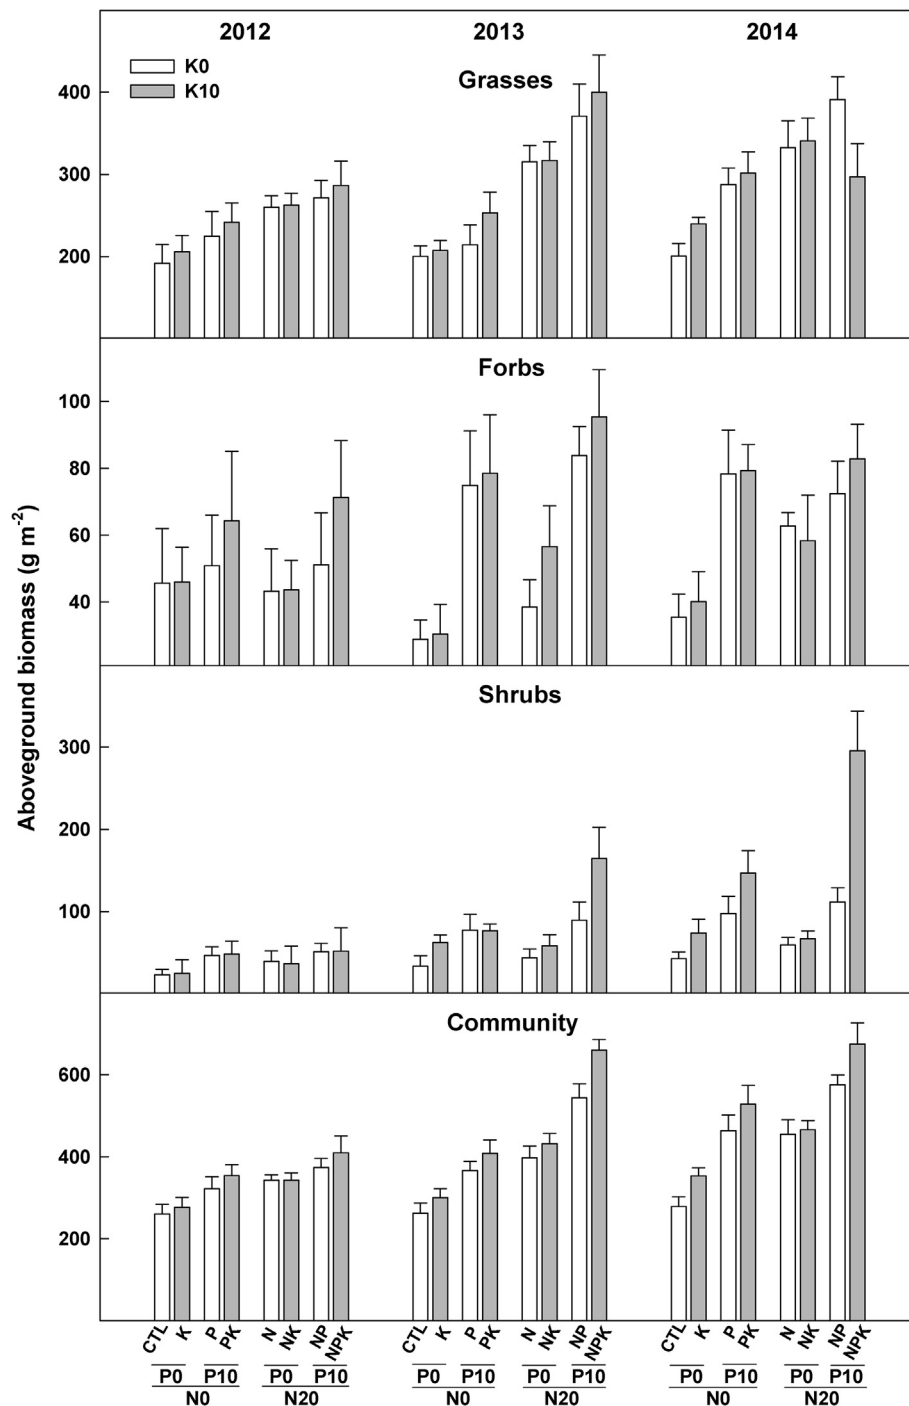 2012 2013 2014
K0
K10
Grasses
400
300
200
Forbs
100
80
60
40
Shrubs
300
200
100
Community
600
400
200
Aboveground biomass (g m-2)
CTL K P PK N NK NP NPK CTL K P PK N NK NP NPK CTL K P PK N NK NP NPK
P0 P10 P0 P10 P0 P10 P0 P10 P0 P10 P0 P10
N0 N20 N0 N20 N0 N20